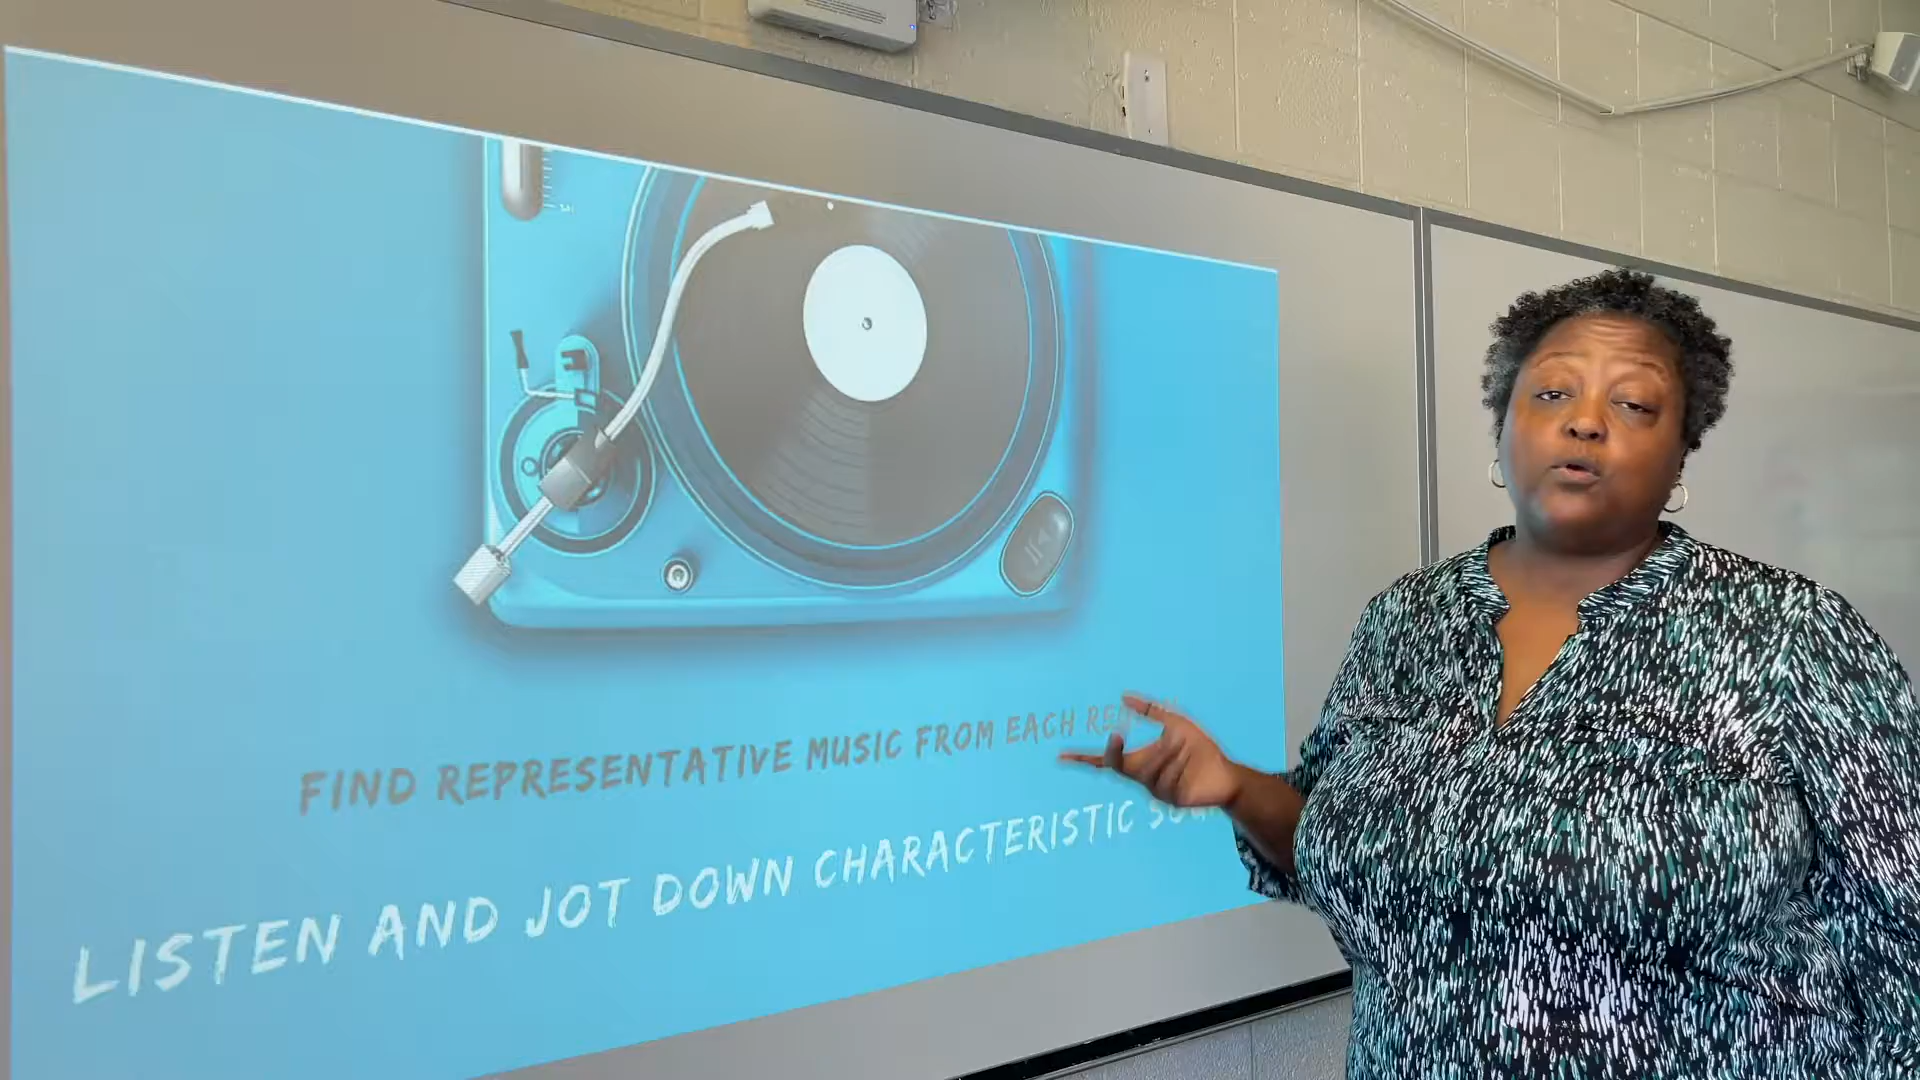 FIND REPRESENTATIVE MUSIC FROM EACH
LISTEN AND JOT DOWN CHARACTERISTIC